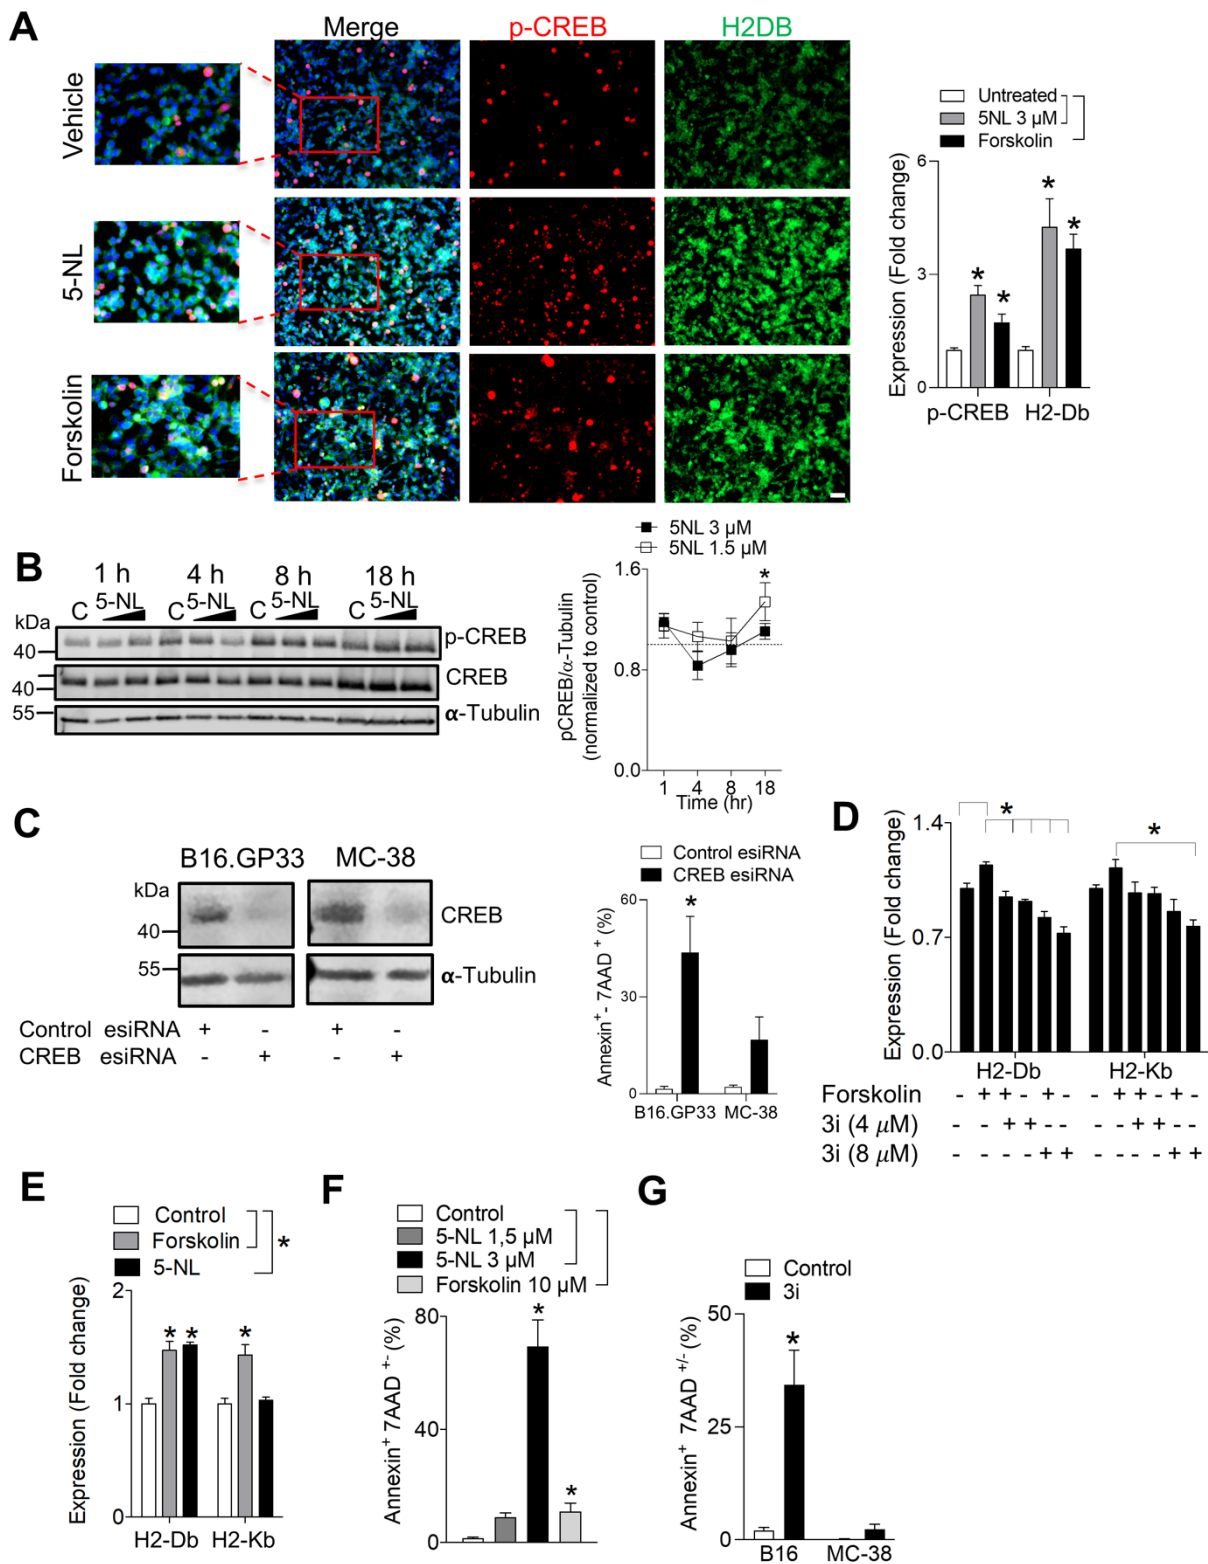 A
Merge
p-CREB
H2DB
Vehicle
5-NL
Forskolin
Untreated
5NL 3 μM
Forskolin
Expression (Fold change)
6
3
0
* * * *
p-CREB H2-Db
B
1 h 4 h 8 h 18 h
C 5-NL C 5-NL C 5-NL C 5-NL
kDa
40
p-CREB
40
CREB
55
α-Tubulin
5NL 3 μM
5NL 1.5 μM
pCREB/α-Tubulin
(normalized to control)
1.6
0.8
0.0
*
1 4 8 18
Time (hr)
C
B16.GP33 MC-38
kDa
40
CREB
55
α-Tubulin
Control esiRNA + - + -
CREB esiRNA - + - +
Control esiRNA
CREB esiRNA
Annexin⁺- 7AAD ⁺ (%)
60
30
0
*
B16.GP33 MC-38
D
Expression (Fold change)
1.4
0.7
0.0
* *
H2-Db H2-Kb
Forskolin - + + - + - - + + - + -
3i (4 μM) - - + + - - - - + + - -
3i (8 μM) - - - - + + - - - - + +
E
Control
Forskolin
5-NL
*
Expression (Fold change)
2
1
0
* * *
H2-Db H2-Kb
F
Control
5-NL 1,5 μM
5-NL 3 μM
Forskolin 10 μM
Annexin⁺ 7AAD ⁺⁻ (%)
80
40
0
* *
G
Control
3i
Annexin⁺ 7AAD ⁺/⁻ (%)
50
25
0
*
B16 MC-38